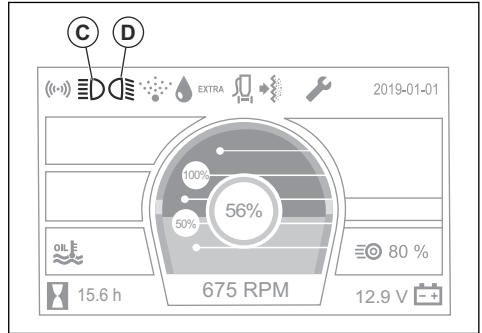 C D
EXTRA 2019-01-01
100%
56%
50%
OIL 80 %
15.6 h 675 RPM 12.9 V